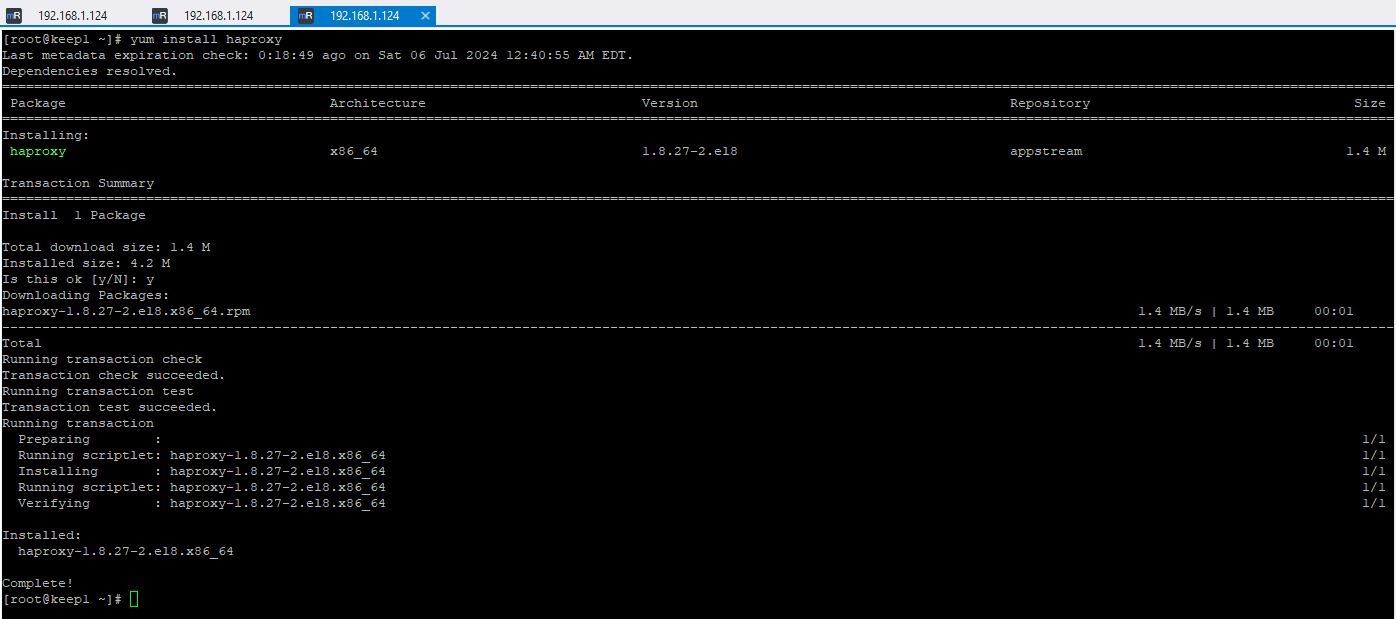 mR 192.168.1.124 mR 192.168.1.124 mR 192.168.1.124 ×
[root@keep1 ~]# yum install haproxy
Last metadata expiration check: 0:18:49 ago on Sat 06 Jul 2024 12:40:55 AM EDT.
Dependencies resolved.
Package Architecture Version Repository Size
Installing:
haproxy x86_64 1.8.27-2.el8 appstream 1.4 M
Transaction Summary
Install 1 Package
Total download size: 1.4 M
Installed size: 4.2 M
Is this ok [y/N]: y
Downloading Packages:
haproxy-1.8.27-2.el8.x86_64.rpm 1.4 MB/s | 1.4 MB 00:01
Total 1.4 MB/s | 1.4 MB 00:01
Running transaction check
Transaction check succeeded.
Running transaction test
Transaction test succeeded.
Running transaction
Preparing : 1/1
Running scriptlet: haproxy-1.8.27-2.el8.x86_64 1/1
Installing : haproxy-1.8.27-2.el8.x86_64 1/1
Running scriptlet: haproxy-1.8.27-2.el8.x86_64 1/1
Verifying : haproxy-1.8.27-2.el8.x86_64 1/1
Installed:
haproxy-1.8.27-2.el8.x86_64
Complete!
[root@keep1 ~]#